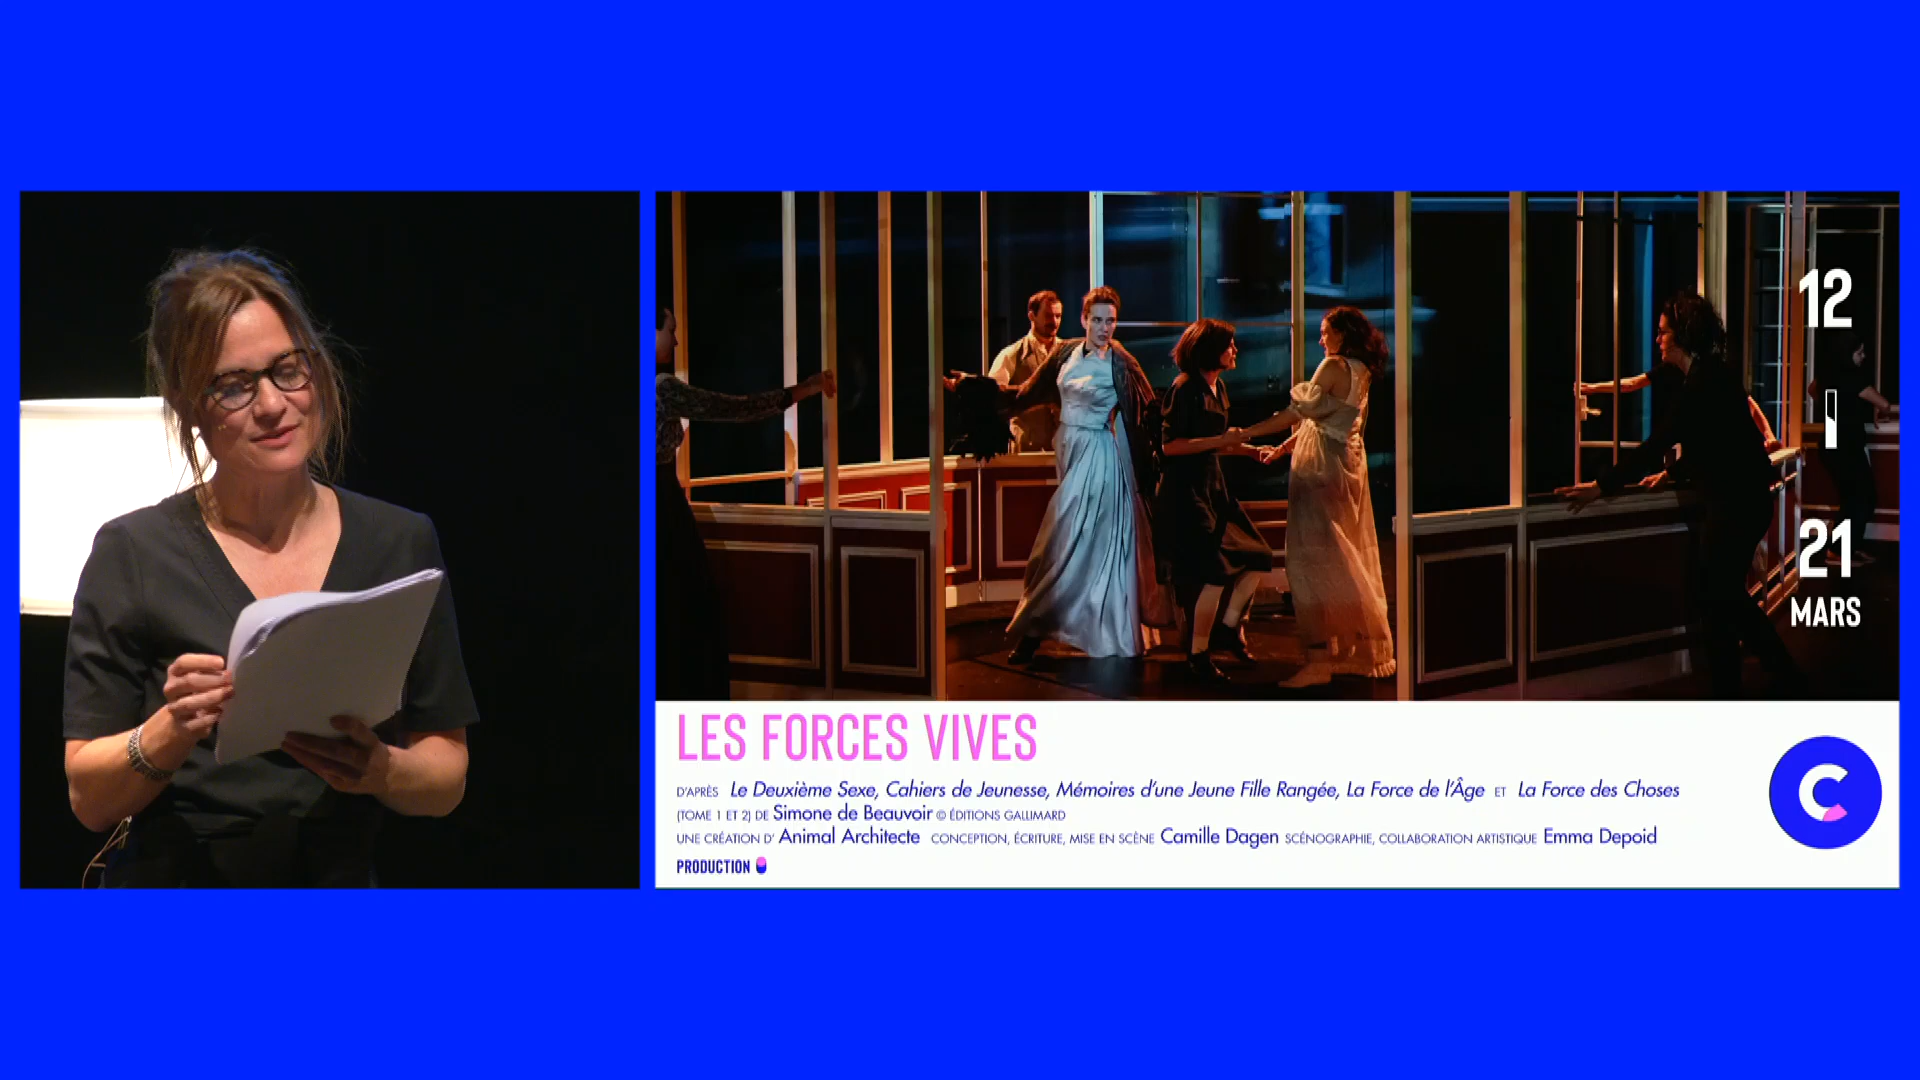 12
21
MARS
LES FORCES VIVES
D'APRÈS Le Deuxième Sexe, Cahiers de Jeunesse, Mémoires d'une Jeune Fille Rangée, La Force de l'Âge ET La Force des Choses
(TOME 1 ET 2) DE Simone de Beauvoir © ÉDITIONS GALLIMARD
UNE CRÉATION D' Animal Architecte CONCEPTION, ÉCRITURE, MISE EN SCÈNE Camille Dagen SCÉNOGRAPHIE, COLLABORATION ARTISTIQUE Emma Depoid
PRODUCTION
C